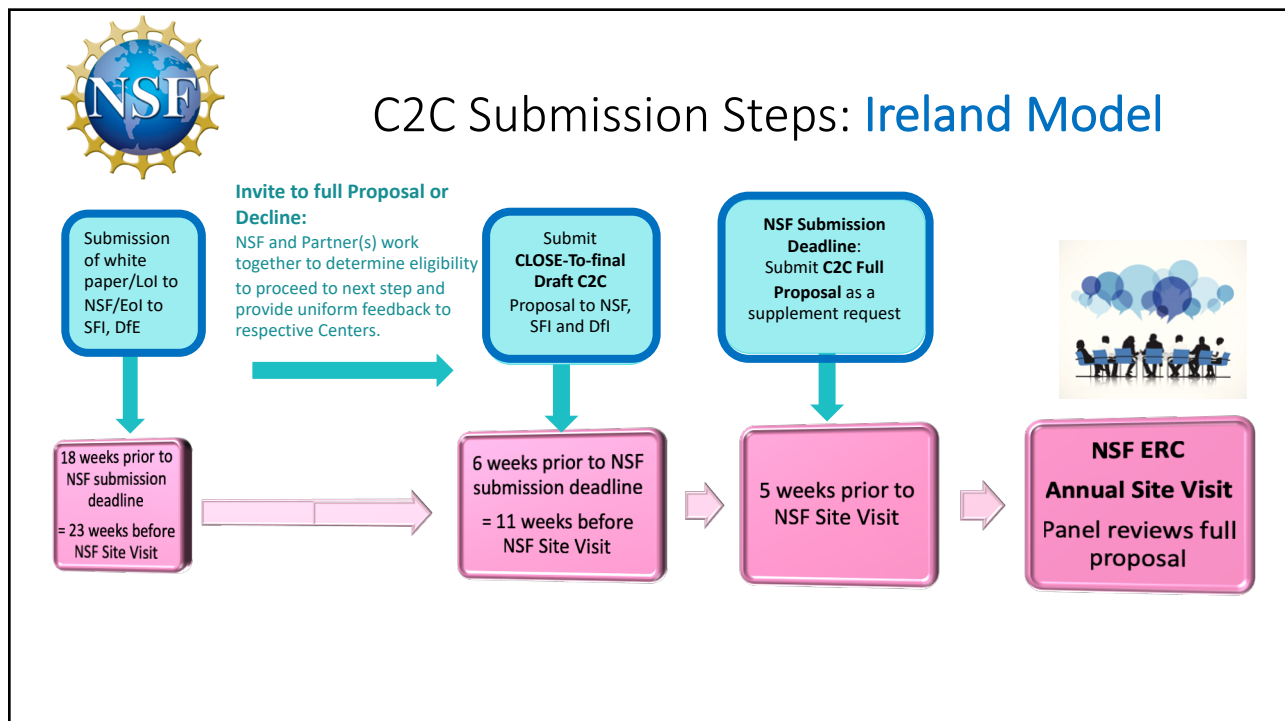 NSF
C2C Submission Steps: Ireland Model
Submission
of white
paper/LoI to
NSF/EoI to
SFI, DfE
Invite to full Proposal or
Decline:
NSF and Partner(s) work
together to determine eligibility
to proceed to next step and
provide uniform feedback to
respective Centers.
Submit
CLOSE-To-final
Draft C2C
Proposal to NSF,
SFI and DfI
NSF Submission
Deadline:
Submit C2C Full
Proposal as a
supplement request
18 weeks prior to
NSF submission
deadline
= 23 weeks before
NSF Site Visit
6 weeks prior to NSF
submission deadline
= 11 weeks before
NSF Site Visit
5 weeks prior to
NSF Site Visit
NSF ERC
Annual Site Visit
Panel reviews full
proposal